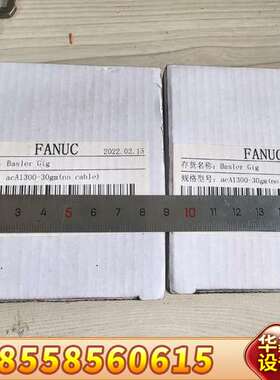 FANUC
2022.02.15
Basler Gig
acA1300-30gm(no cable)
FANUC
存货名称: Basler Gig
规格型号: acA1300-30gm(no
3 4 5 6 7 8 9 10 11 12 13
18558560615
华
设